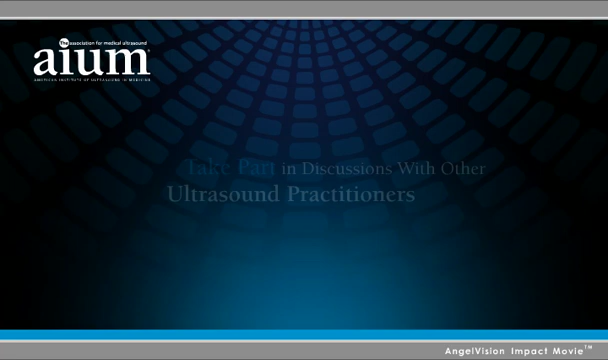 The association for medical ultrasound
aium
AMERICAN INSTITUTE OF ULTRASOUND IN MEDICINE
Take Part in Discussions With Other
Ultrasound Practitioners
AngelVision Impact Movie™